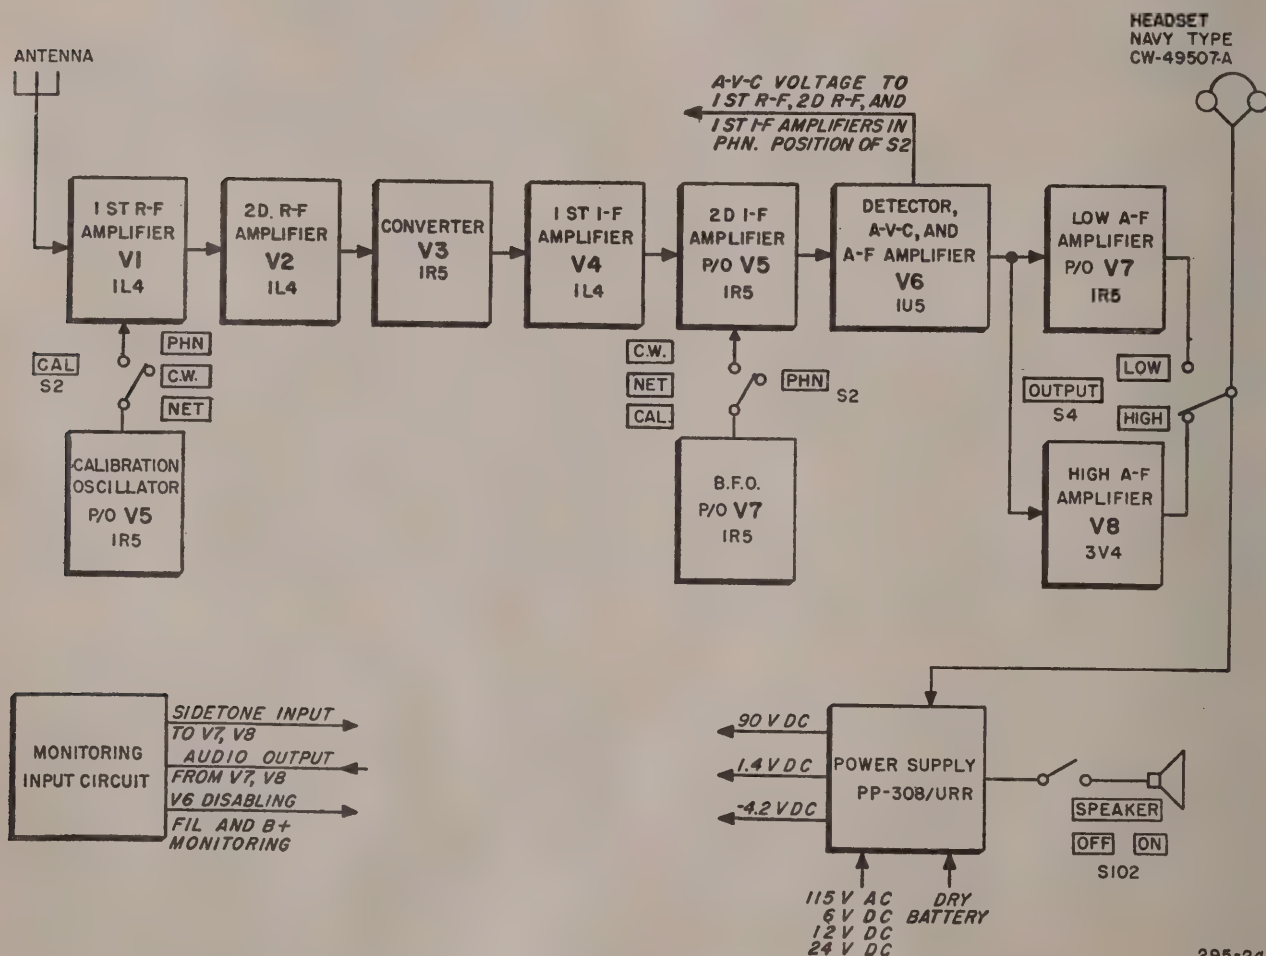 HEADSET
NAVY TYPE
CW-49507-A
ANTENNA
A-V-C VOLTAGE TO
1 ST R-F, 2D R-F, AND
1 ST I-F AMPLIFIERS IN
PHN. POSITION OF S2
1 ST R-F
AMPLIFIER
V1
1L4
2D. R-F
AMPLIFIER
V2
1L4
CONVERTER
V3
1R5
1 ST I-F
AMPLIFIER
V4
1L4
2D I-F
AMPLIFIER
P/O V5
1R5
DETECTOR,
A-V-C, AND
A-F AMPLIFIER
V6
1U5
LOW A-F
AMPLIFIER
P/O V7
1R5
CAL
S2
PHN
C.W.
NET
C.W.
NET
CAL.
PHN
S2
OUTPUT
S4
LOW
HIGH
CALIBRATION
OSCILLATOR
P/O V5
1R5
B.F.O.
P/O V7
1R5
HIGH A-F
AMPLIFIER
V8
3V4
MONITORING
INPUT CIRCUIT
SIDETONE INPUT
TO V7, V8
AUDIO OUTPUT
FROM V7, V8
V6 DISABLING
FIL AND B+
MONITORING
90 V DC
1.4 V DC
-4.2 V DC
POWER SUPPLY
PP-308/URR
SPEAKER
OFF ON
S102
115 V AC
6 V DC
12 V DC
24 V DC
DRY
BATTERY